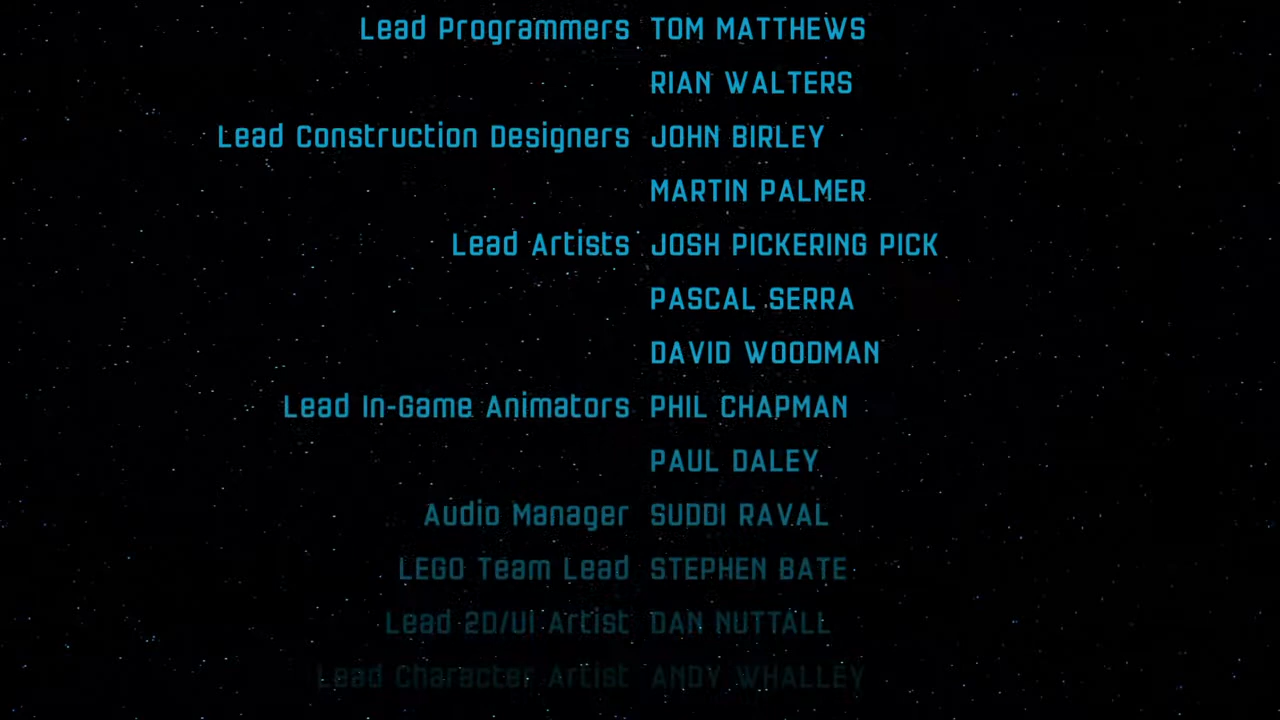 Lead Programmers TOM MATTHEWS
RIAN WALTERS
Lead Construction Designers JOHN BIRLEY
MARTIN PALMER
Lead Artists JOSH PICKERING PICK
PASCAL SERRA
DAVID WOODMAN
Lead In-Game Animators PHIL CHAPMAN
PAUL DALEY
Audio Manager SUDDI RAVAL
LEGO Team Lead STEPHEN BATE
Lead 2D/UI Artist DAN NUTTALL
Lead Character Artist ANDY WHALLEY